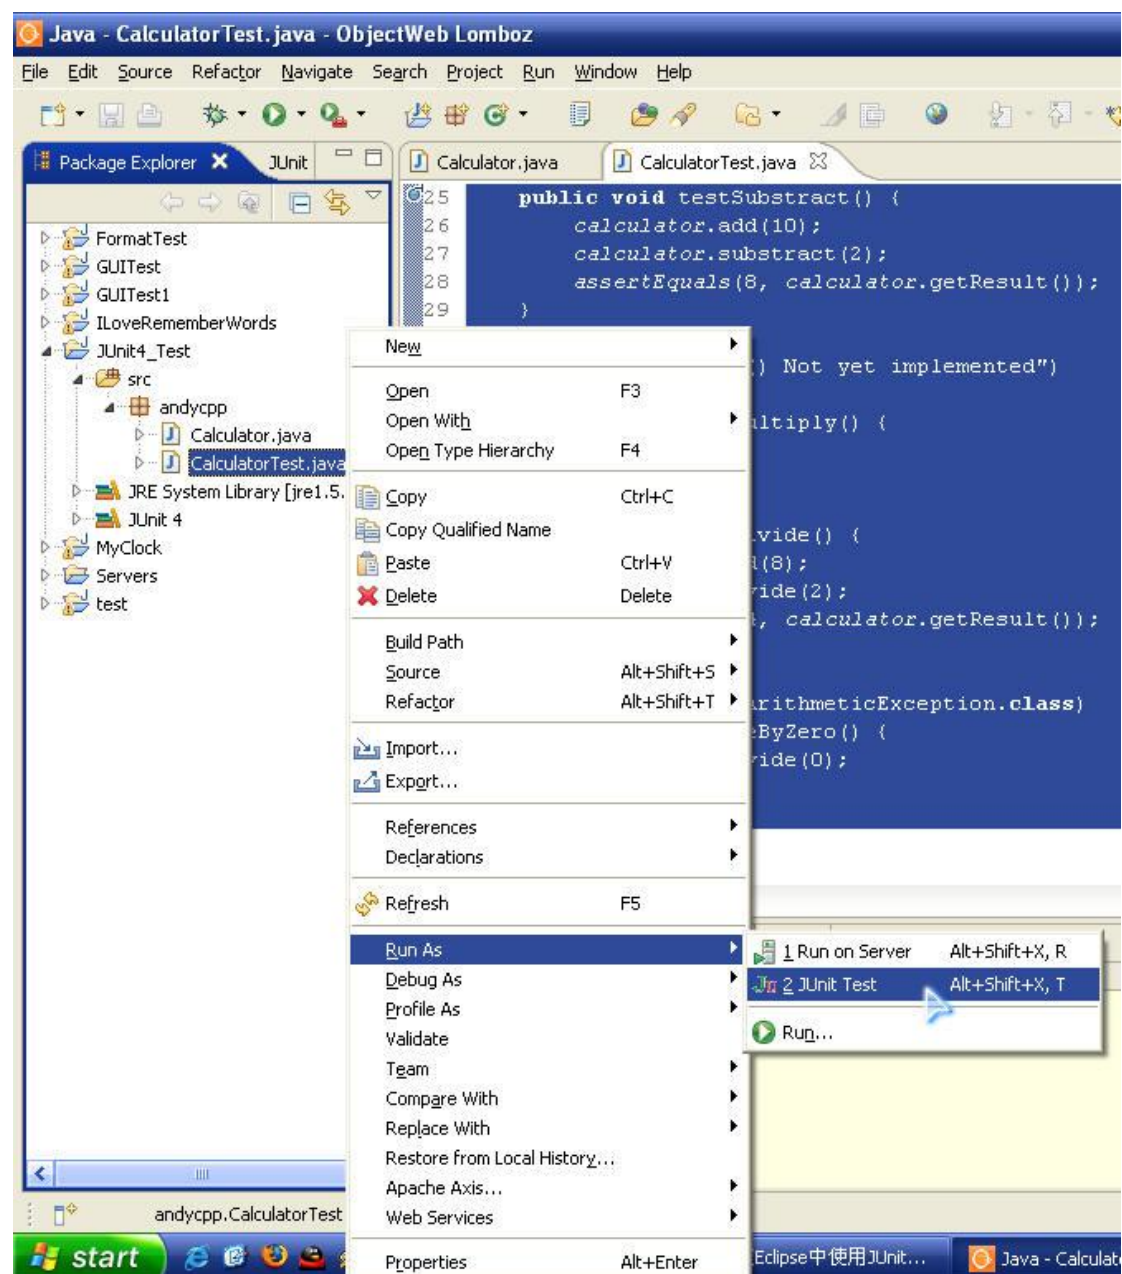 Java - CalculatorTest.java - ObjectWeb Lomboz
File Edit Source Refactor Navigate Search Project Run Window Help
Package Explorer JUnit
Calculator.java CalculatorTest.java
FormatTest
GUITest
GUITest1
ILoveRememberWords
JUnit4_Test
src
andycpp
Calculator.java
CalculatorTest.java
JRE System Library [jre1.5.
JUnit 4
MyClock
Servers
test
25 public void testSubstract() {
26 calculator.add(10);
27 calculator.substract(2);
28 assertEquals(8, calculator.getResult());
29 }
) Not yet implemented")
ltiply() {
vide() {
(8);
ide(2);
, calculator.getResult());
rithmeticException.class)
ByZero() {
ide(0);
New
Open F3
Open With
Open Type Hierarchy F4
Copy Ctrl+C
Copy Qualified Name
Paste Ctrl+V
Delete Delete
Build Path
Source Alt+Shift+S
Refactor Alt+Shift+T
Import...
Export...
References
Declarations
Refresh F5
Run As
Debug As
Profile As
Validate
Team
Compare With
Replace With
Restore from Local History...
Apache Axis...
Web Services
Properties Alt+Enter
1 Run on Server Alt+Shift+X, R
2 JUnit Test Alt+Shift+X, T
Run...
andycpp.CalculatorTest
start
Eclipse中使用JUnit...
Java - Calculat